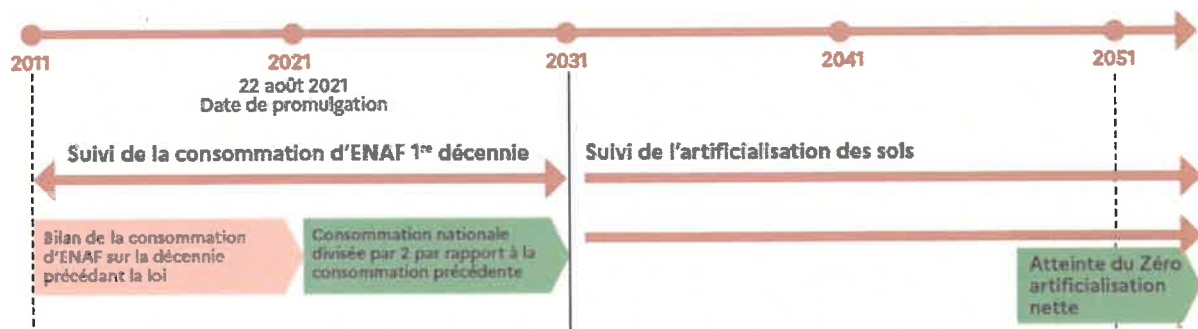 2011
2021
2031
2041
2051
22 août 2021
Date de promulgation
Suivi de la consommation d'ENAF 1re décennie
Suivi de l'artificialisation des sols
Bilan de la consommation
d'ENAF sur la décennie
précédant la loi
Consommation nationale
divisée par 2 par rapport à la
consommation précédente
Atteinte du Zéro
artificialisation
nette